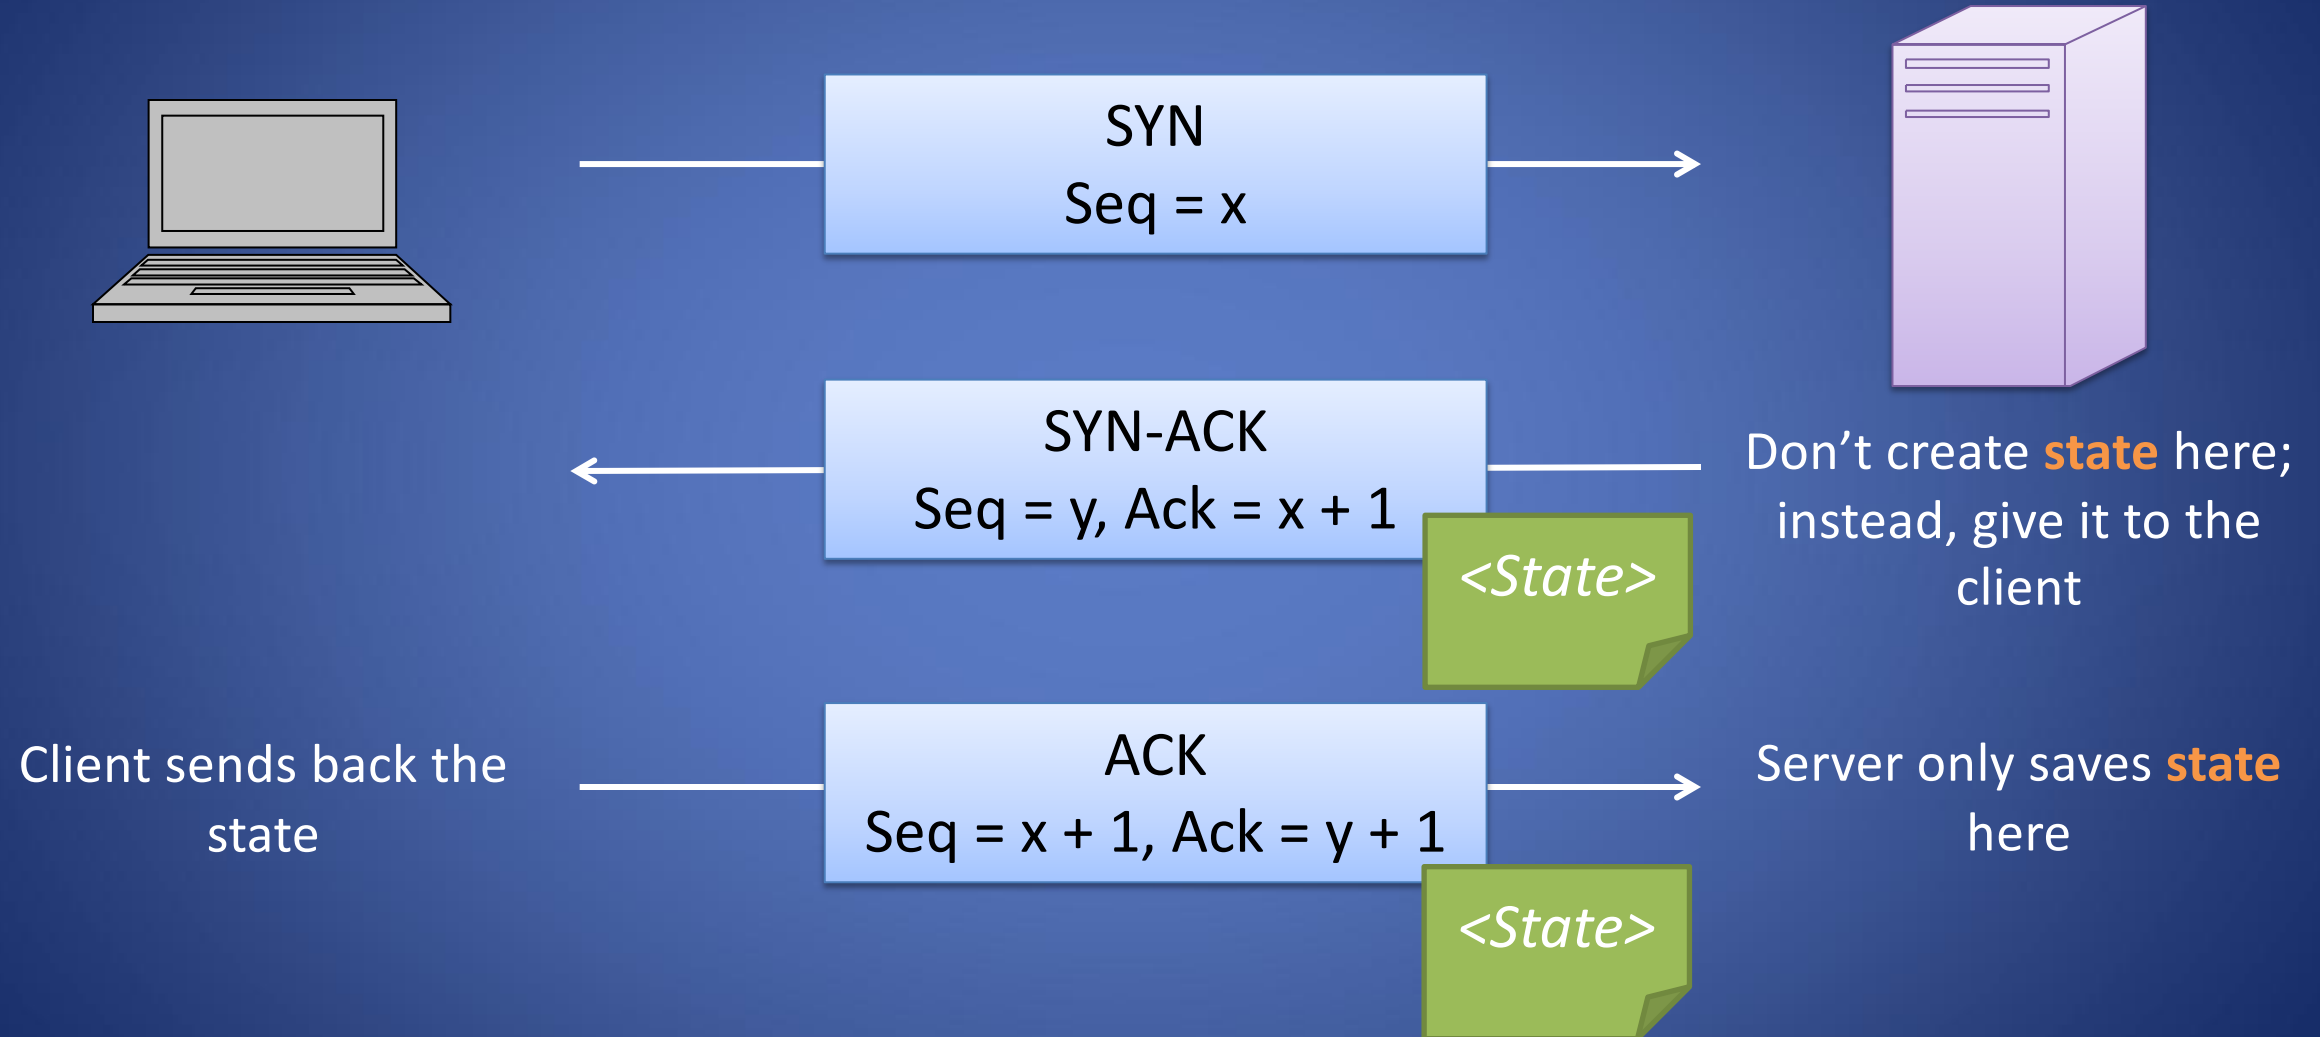 SYN
Seq = x
SYN-ACK
Seq = y, Ack = x + 1
<State>
Don’t create state here;
instead, give it to the
client
Client sends back the
state
ACK
Seq = x + 1, Ack = y + 1
<State>
Server only saves state
here